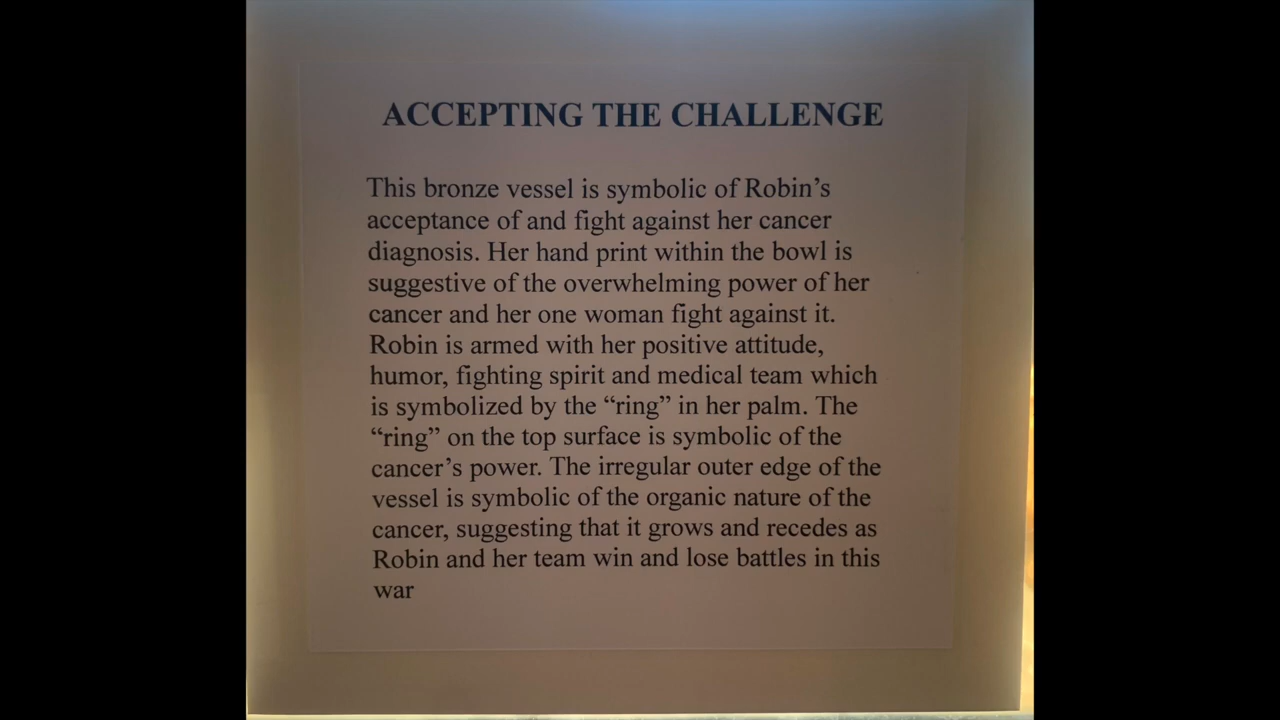 ACCEPTING THE CHALLENGE
This bronze vessel is symbolic of Robin’s
acceptance of and fight against her cancer
diagnosis. Her hand print within the bowl is
suggestive of the overwhelming power of her
cancer and her one woman fight against it.
Robin is armed with her positive attitude,
humor, fighting spirit and medical team which
is symbolized by the “ring” in her palm. The
“ring” on the top surface is symbolic of the
cancer’s power. The irregular outer edge of the
vessel is symbolic of the organic nature of the
cancer, suggesting that it grows and recedes as
Robin and her team win and lose battles in this
war